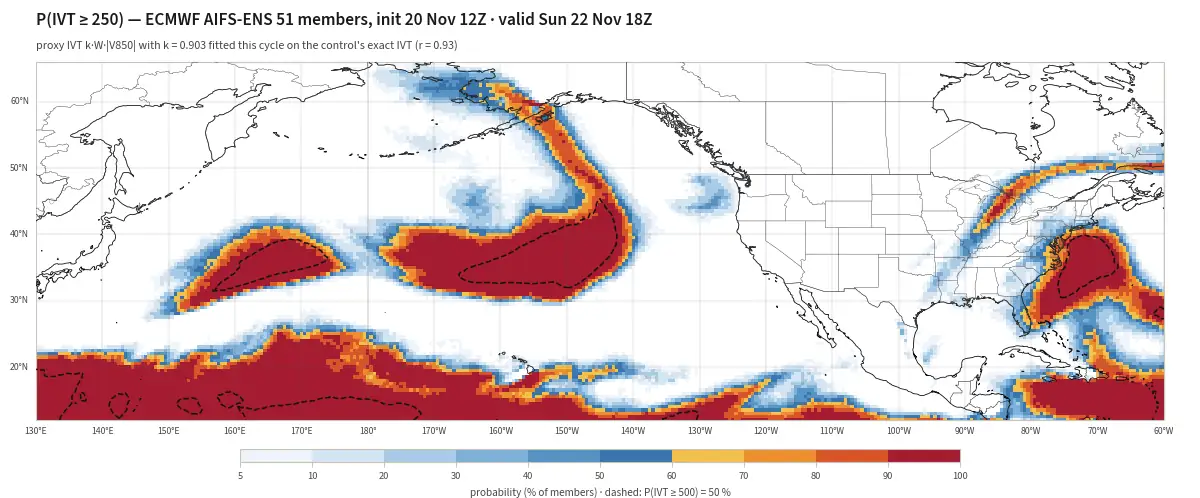 P(IVT ≥ 250) — ECMWF AIFS-ENS 51 members, init 20 Nov 12Z · valid Sun 22 Nov 18Z
proxy IVT k·W·|V850| with k = 0.903 fitted this cycle on the control's exact IVT (r = 0.93)
60°N
50°N
40°N
30°N
20°N
130°E 140°E 150°E 160°E 170°E 180° 170°W 160°W 150°W 140°W 130°W 120°W 110°W 100°W 90°W 80°W 70°W 60°W
5 10 20 30 40 50 60 70 80 90 100
probability (% of members) · dashed: P(IVT ≥ 500) = 50 %